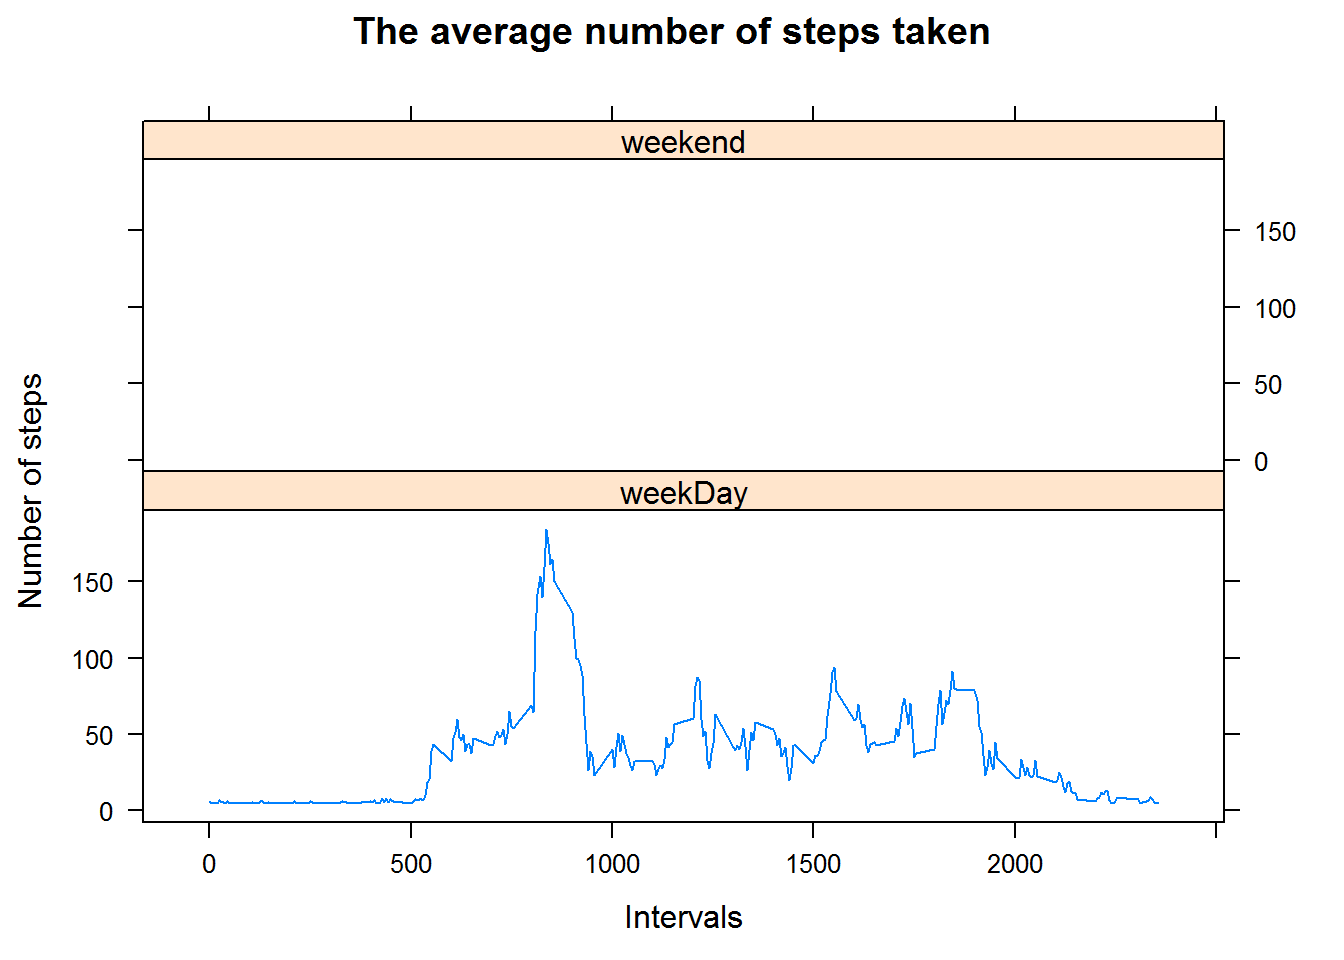 The average number of steps taken
weekend
150
100
50
0
Number of steps
weekDay
150
100
50
0
0 500 1000 1500 2000
Intervals